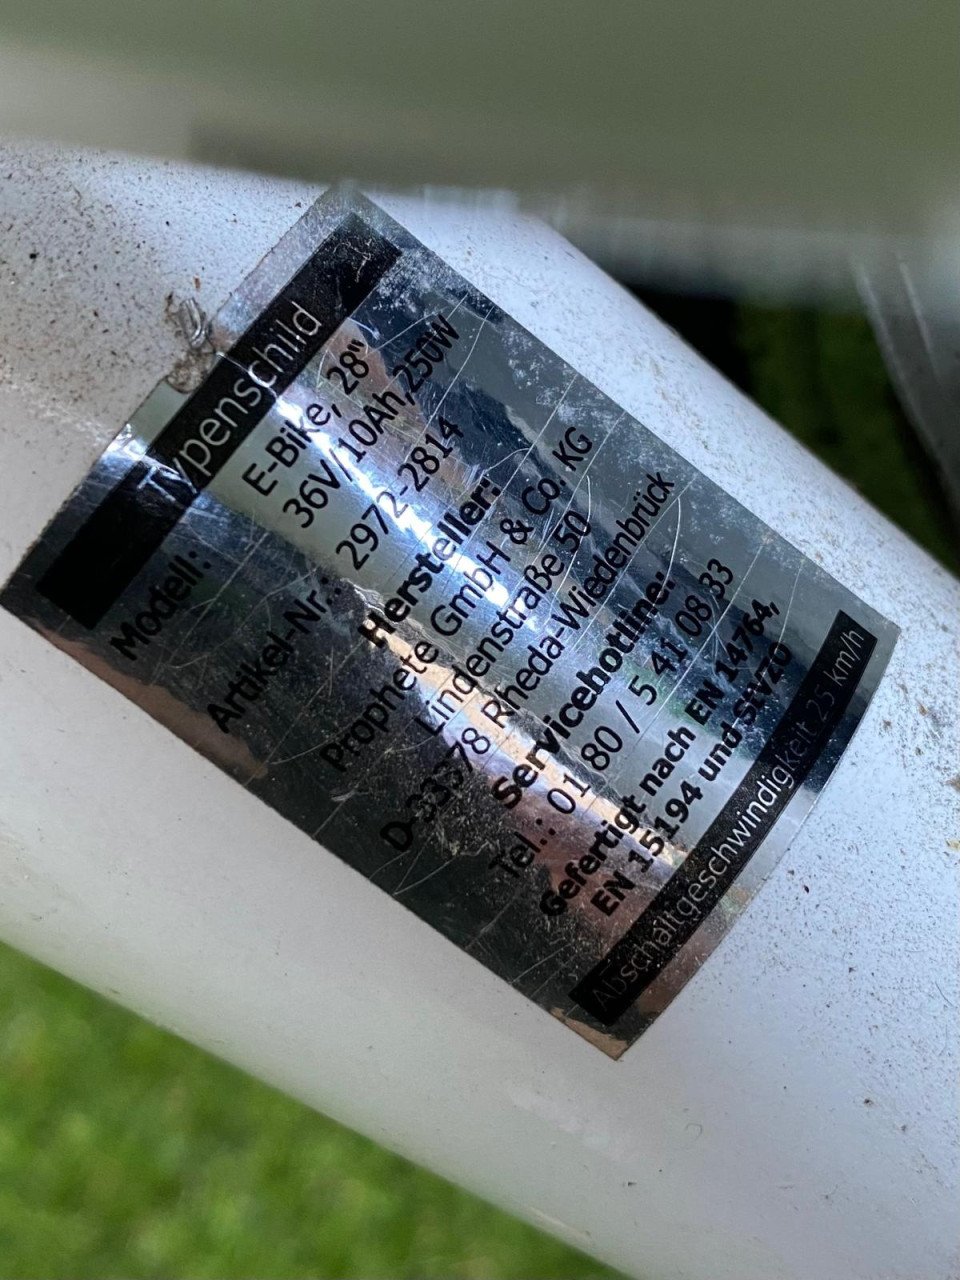 Typenschild
Modell: E-Bike, 28"
36V/10Ah,250W
Artikel-Nr.: 2972-2814
Hersteller:
Prophete GmbH & Co. KG
Lindenstraße 50
D-33378 Rheda-Wiedenbrück
Servicehotline:
Tel.: 01 80 / 5 41 08 33
Gefertigt nach EN 14764,
EN 15194 und StVZO
Abschaltgeschwindigkeit 25 km/h